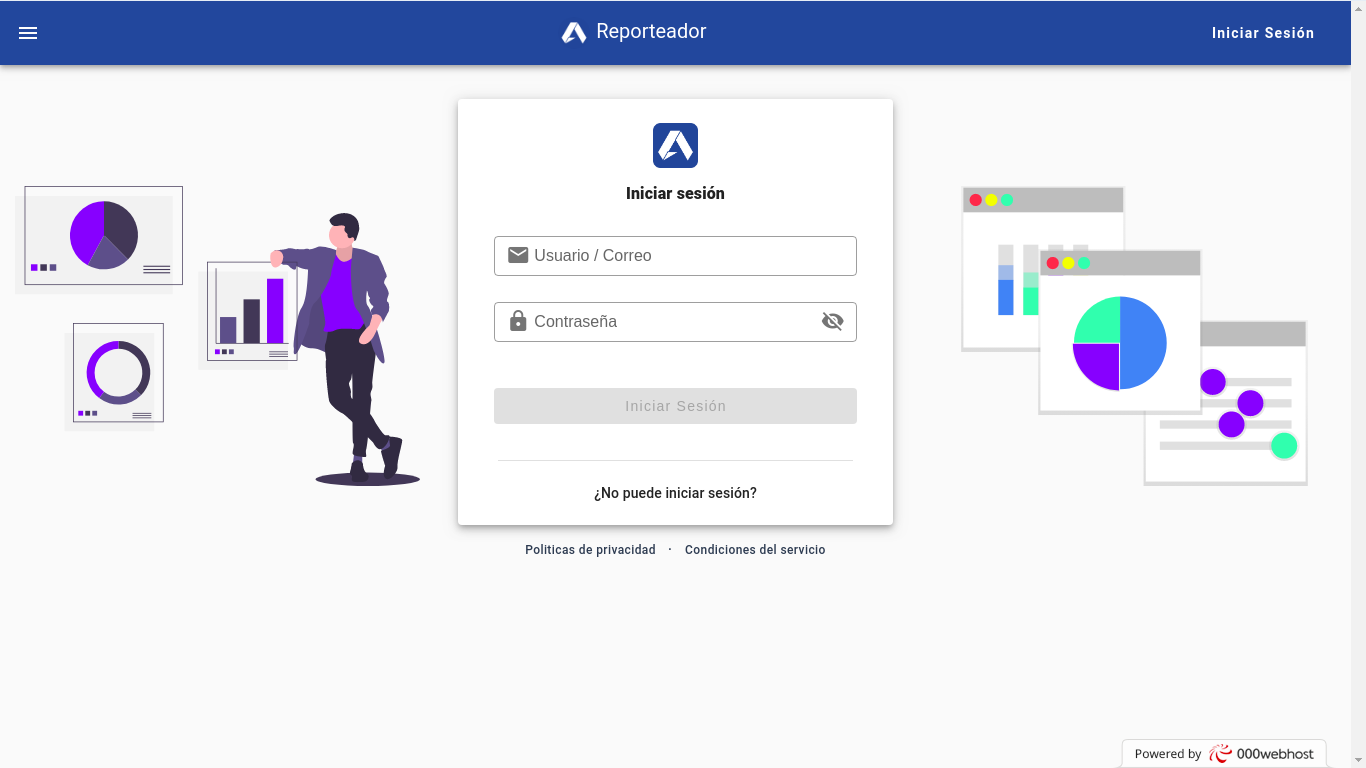 Reporteador
Iniciar Sesión
Iniciar sesión
Usuario / Correo
Contraseña
Iniciar Sesión
¿No puede iniciar sesión?
Politicas de privacidad · Condiciones del servicio
Powered by 000webhost